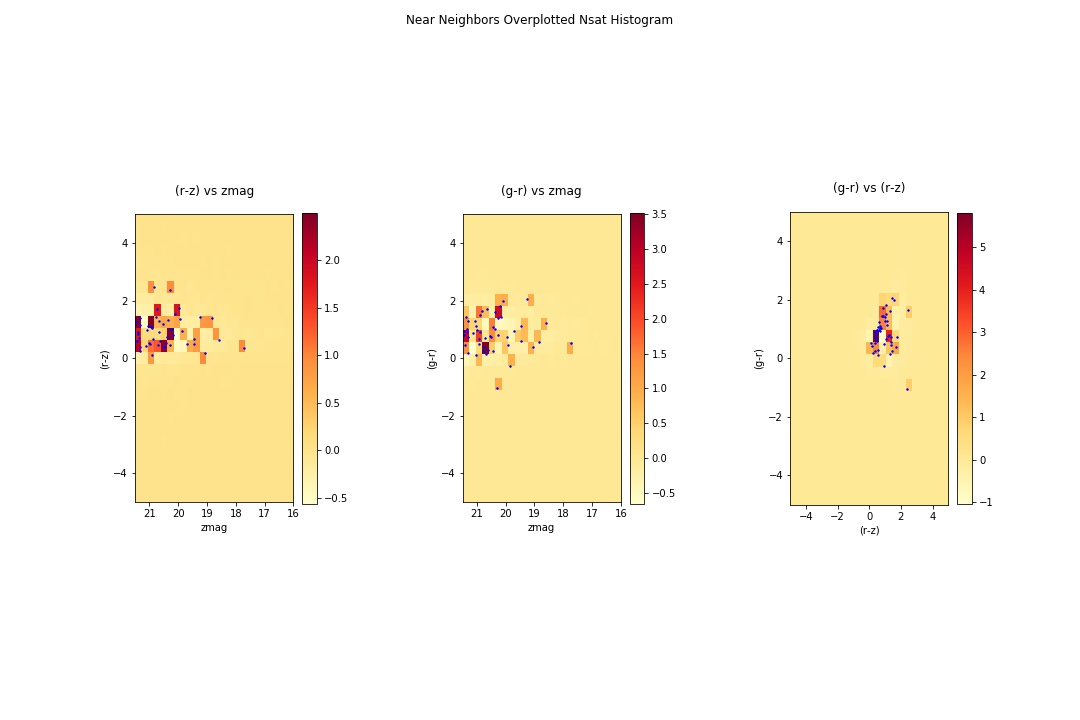 Near Neighbors Overplotted Nsat Histogram
(r-z) vs zmag
(r-z)
4
2
0
−2
−4
21 20 19 18 17 16
zmag
2.0
1.5
1.0
0.5
0.0
−0.5
(g-r) vs zmag
(g-r)
4
2
0
−2
−4
21 20 19 18 17 16
zmag
3.5
3.0
2.5
2.0
1.5
1.0
0.5
0.0
−0.5
(g-r) vs (r-z)
(g-r)
4
2
0
−2
−4
−4 −2 0 2 4
(r-z)
5
4
3
2
1
0
−1